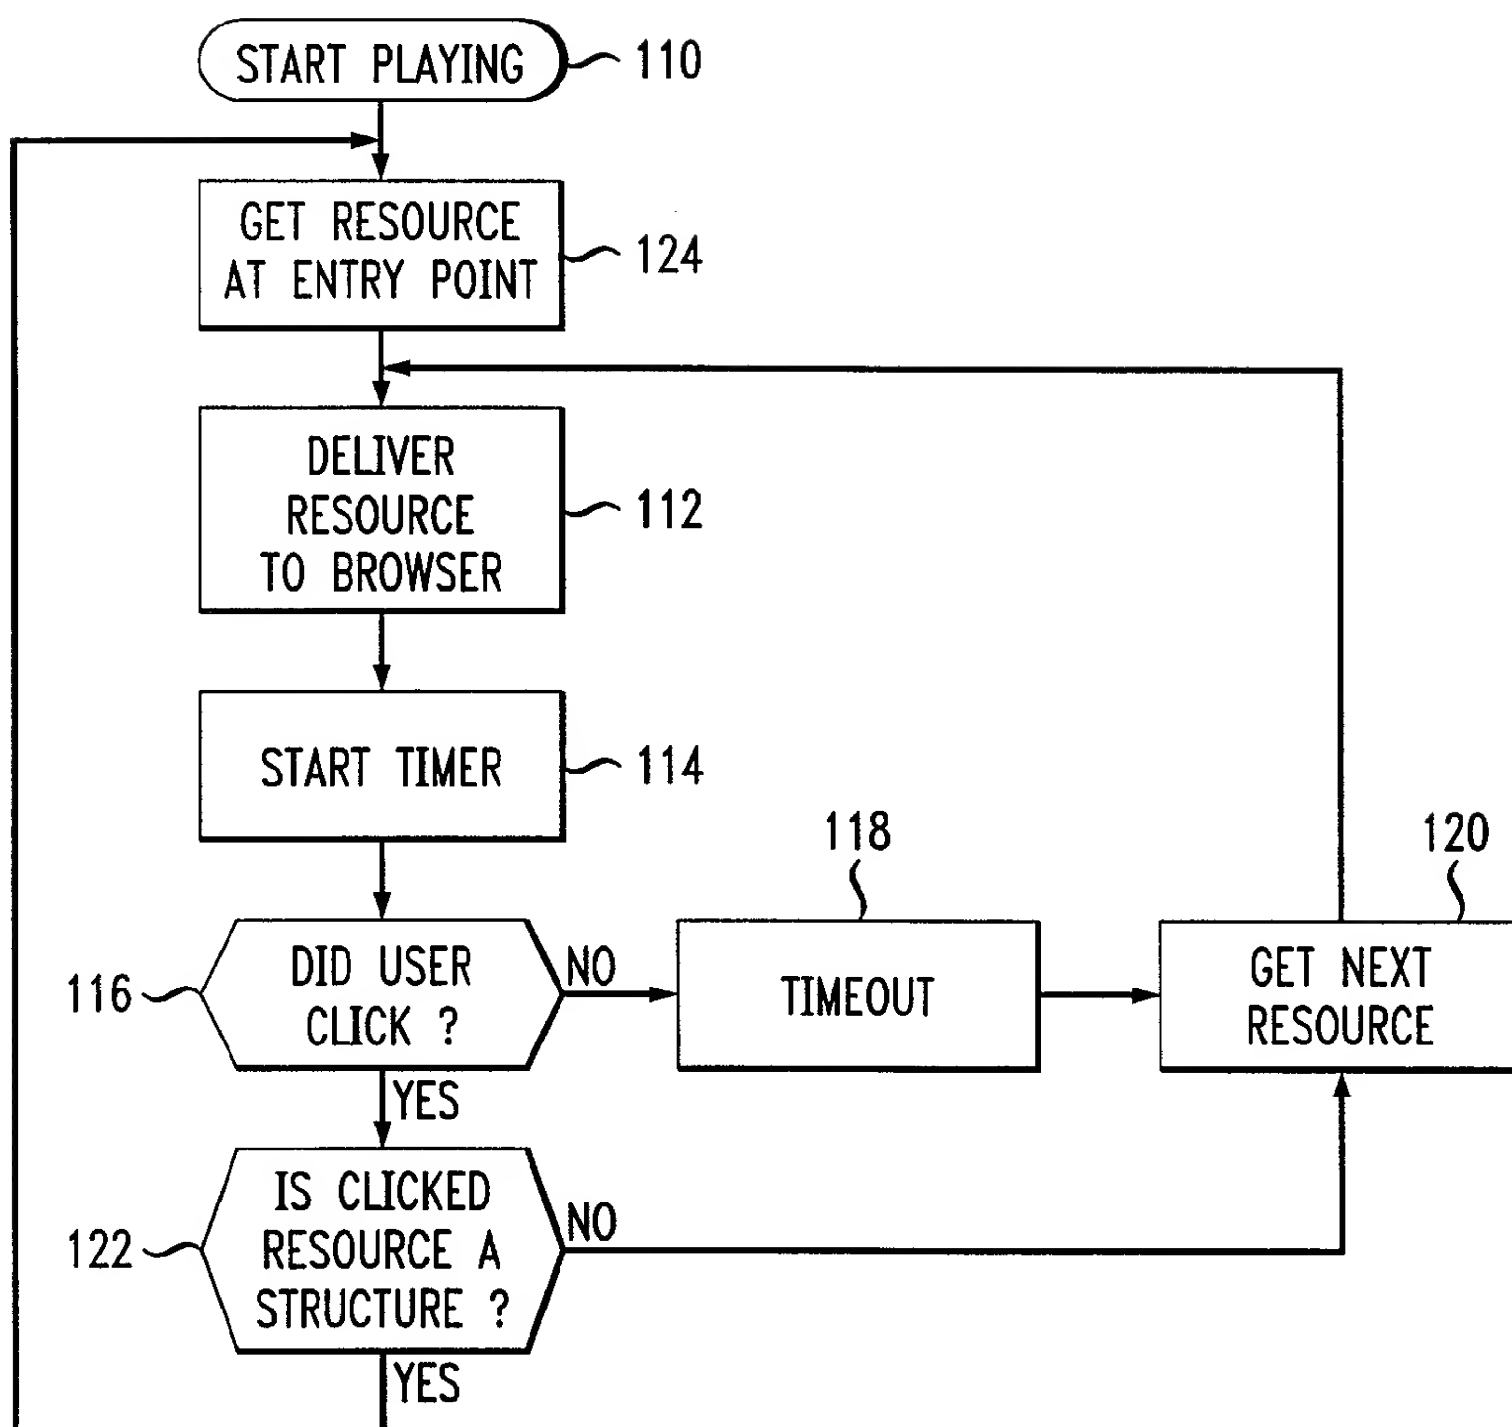 START PLAYING
110
GET RESOURCE
AT ENTRY POINT
124
DELIVER
RESOURCE
TO BROWSER
112
START TIMER
114
118
120
116
DID USER
CLICK ?
NO
TIMEOUT
GET NEXT
RESOURCE
YES
122
IS CLICKED
RESOURCE A
STRUCTURE ?
NO
YES